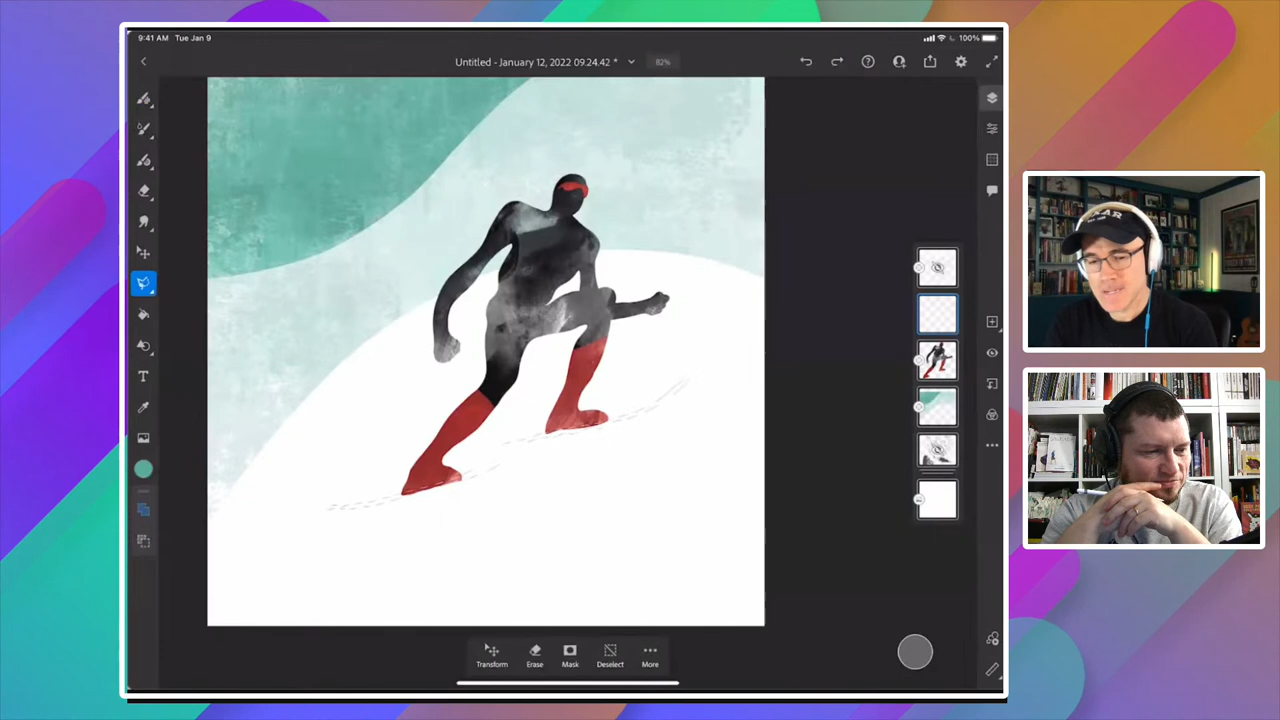 9:41 AM Tue Jan 9
100%
Untitled - January 12, 2022 09.24.42 *
82%
T
Transform
Erase
Mask
Deselect
More